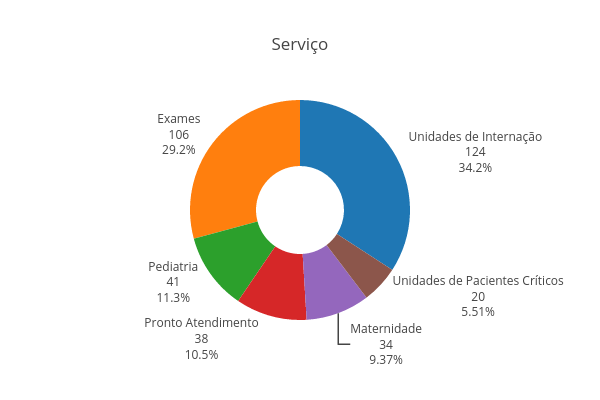 Serviço
Exames
106
29.2%
Unidades de Internação
124
34.2%
Pediatria
41
11.3%
Unidades de Pacientes Críticos
20
5.51%
Pronto Atendimento
38
10.5%
Maternidade
34
9.37%